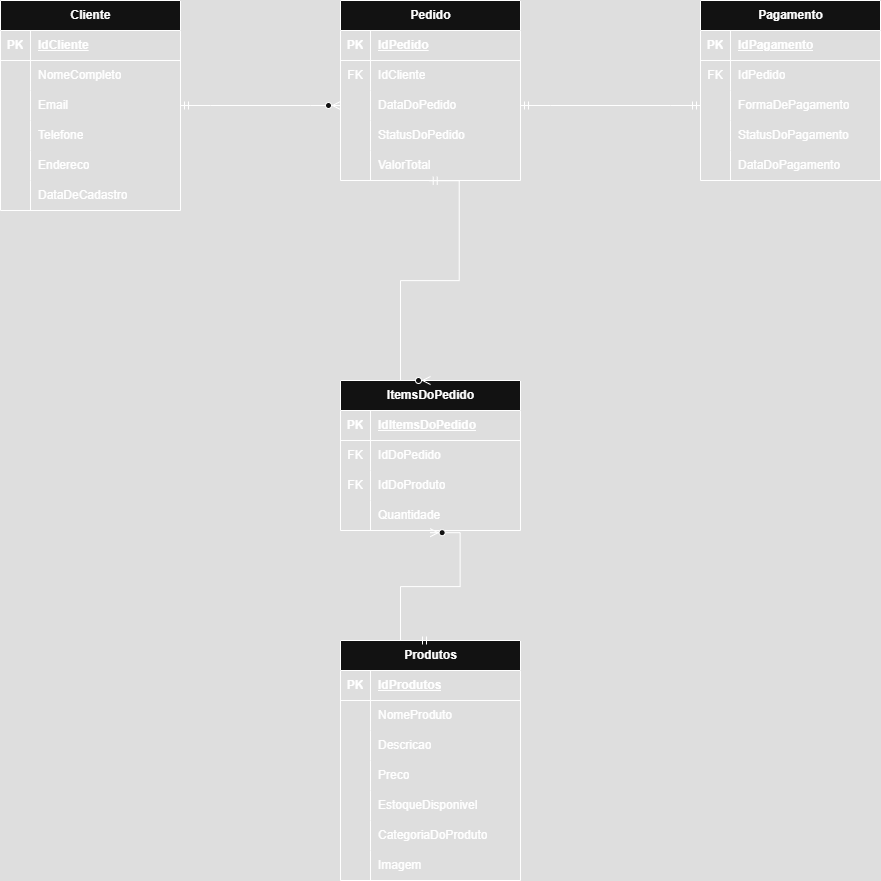 Cliente
PK IdCliente
NomeCompleto
Email
Telefone
Endereco
DataDeCadastro
Pedido
PK IdPedido
FK IdCliente
DataDoPedido
StatusDoPedido
ValorTotal
Pagamento
PK IdPagamento
FK IdPedido
FormaDePagamento
StatusDoPagamento
DataDoPagamento
ItemsDoPedido
PK IdItemsDoPedido
FK IdDoPedido
FK IdDoProduto
Quantidade
Produtos
PK IdProdutos
NomeProduto
Descricao
Preco
EstoqueDisponivel
CategoriaDoProduto
Imagem